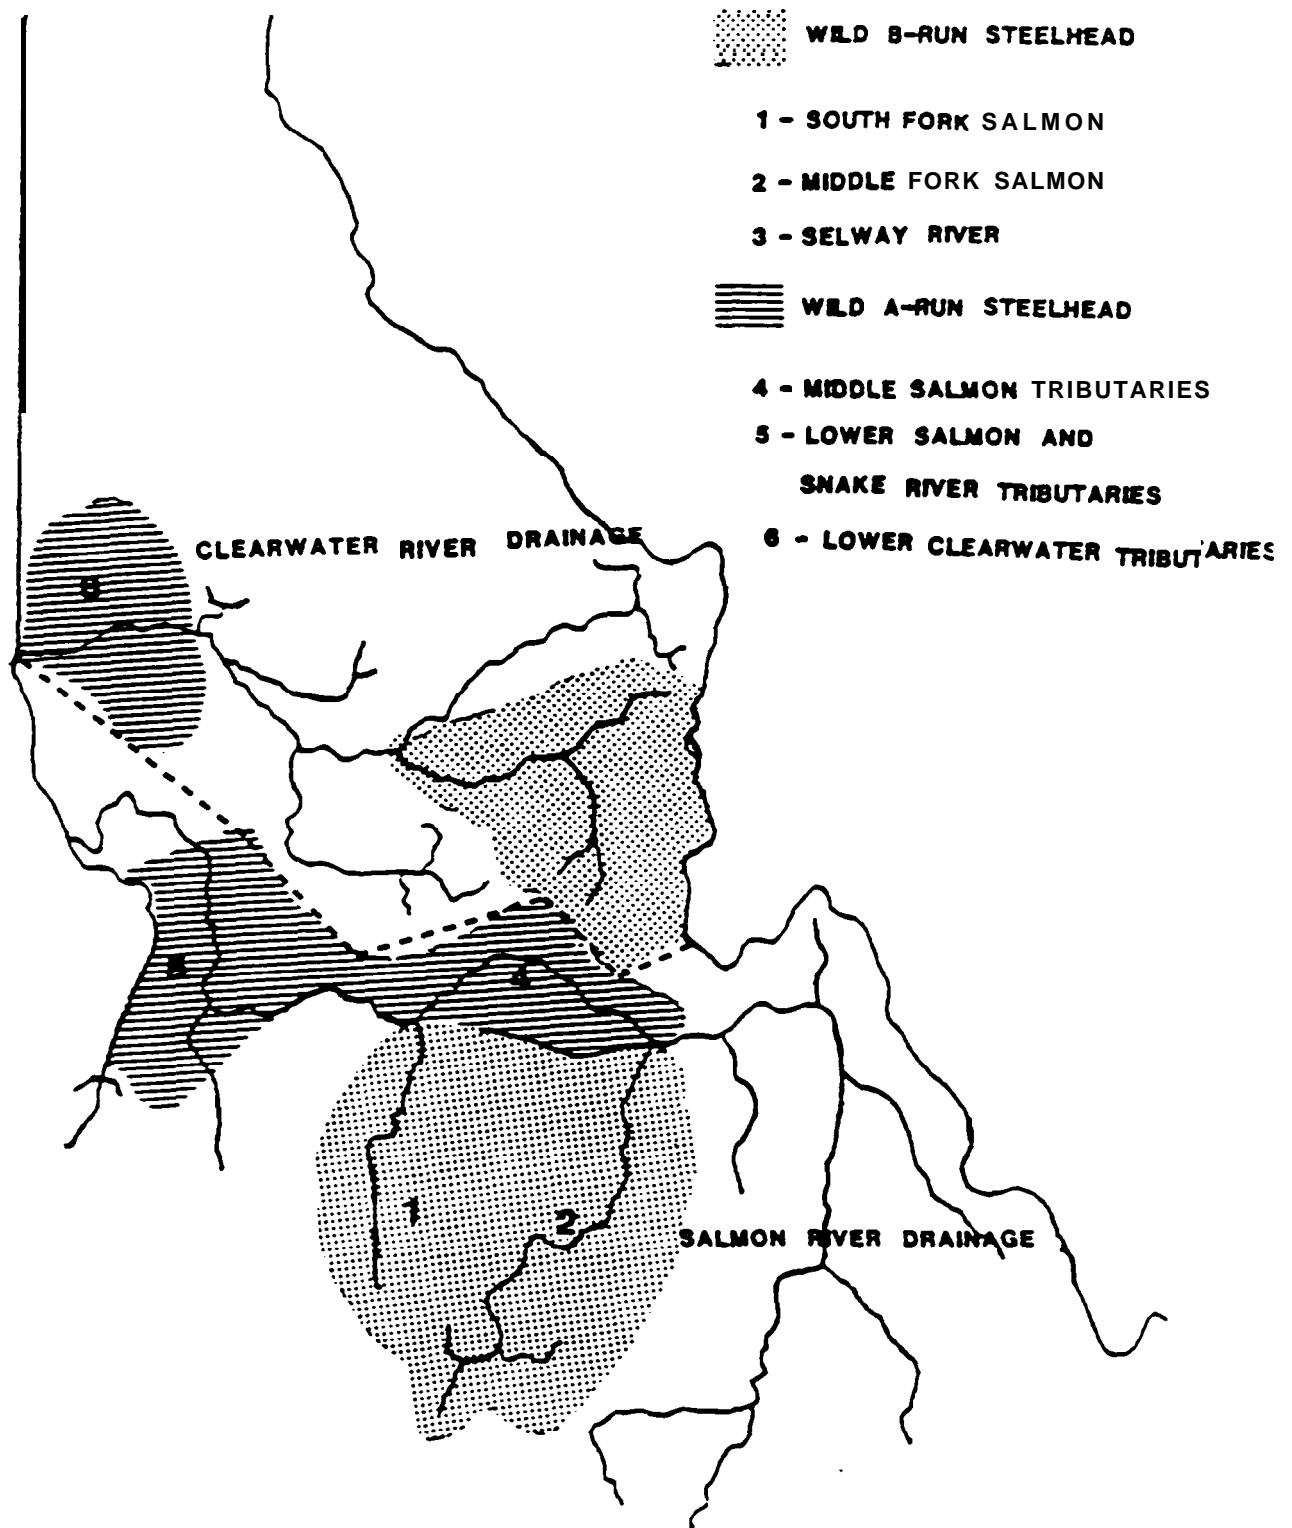 WILD B-RUN STEELHEAD
1 - SOUTH FORK SALMON
2 - MIDDLE FORK SALMON
3 - SELWAY RIVER
WILD A-RUN STEELHEAD
4 - MIDDLE SALMON TRIBUTARIES
5 - LOWER SALMON AND
SNAKE RIVER TRIBUTARIES
6 - LOWER CLEARWATER TRIBUTARIES
CLEARWATER RIVER DRAINAGE
4
1
2
SALMON RIVER DRAINAGE